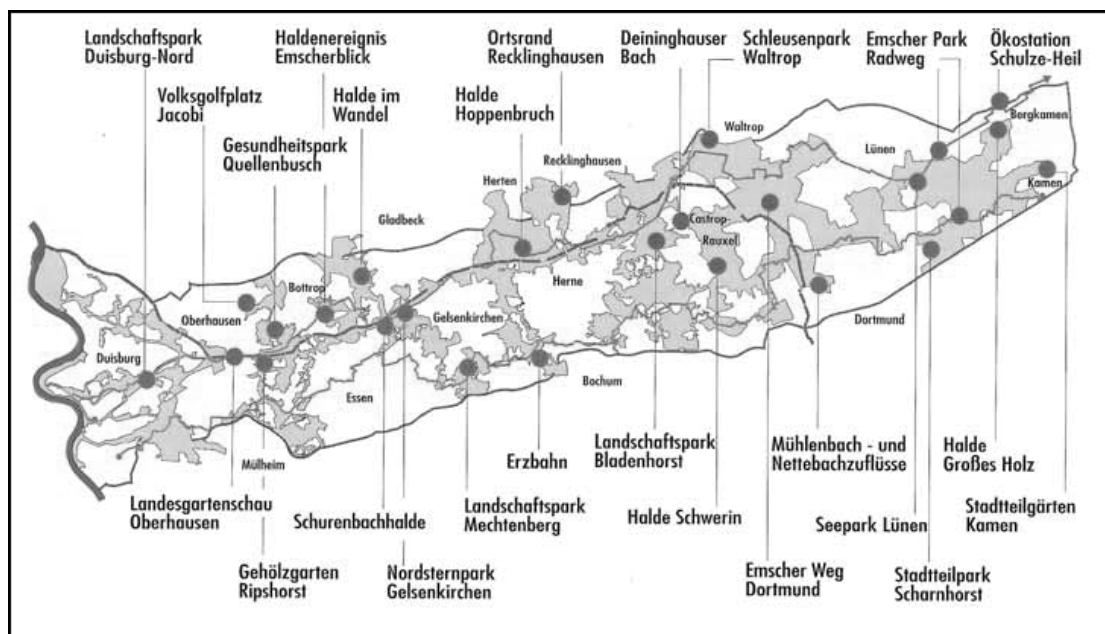 Landschaftspark
Duisburg-Nord
Haldenereignis
Emscherblick
Ortsrand
Recklinghausen
Deininghauser
Bach
Schleusenpark
Waltrop
Emscher Park
Radweg
Ökostation
Schulze-Heil
Volksgolfplatz
Jacobi
Halde im
Wandel
Halde
Hoppenbruch
Gesundheitspark
Quellenbusch
Waltrop
Lünen
Bergkamen
Recklinghausen
Herten
Kamen
Gladbeck
Castrop-
Rauxel
Bottrop
Herne
Oberhausen
Gelsenkirchen
Dortmund
Duisburg
Bochum
Essen
Mülheim
Landschaftspark
Bladenhorst
Mühlenbach - und
Nettebachzuflüsse
Halde
Großes Holz
Erzbahn
Landesgartenschau
Oberhausen
Schurenbachhalde
Landschaftspark
Mechtenberg
Halde Schwerin
Seepark Lünen
Stadtteilgärten
Kamen
Gehölzgarten
Ripshorst
Nordsternpark
Gelsenkirchen
Emscher Weg
Dortmund
Stadtteilpark
Scharnhorst